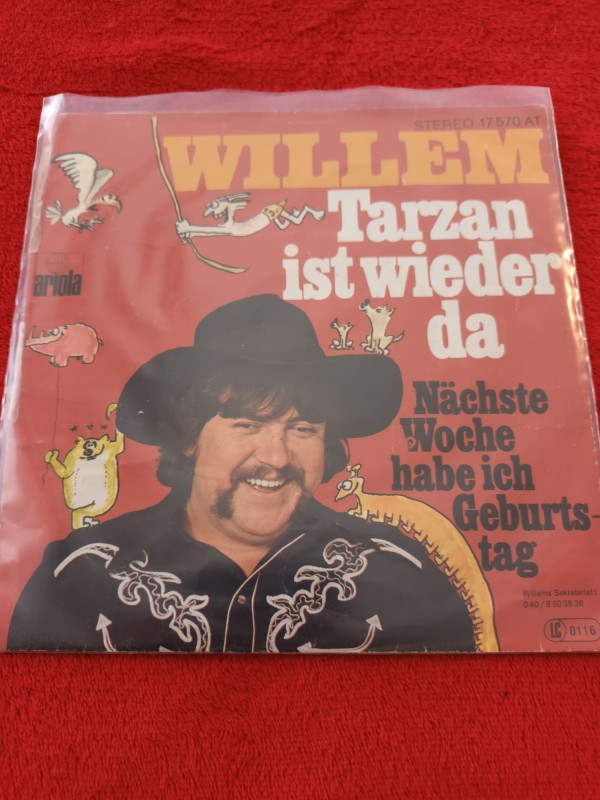 STEREO 17 570 AT
WILLEM
Tarzan
ist wieder
da
ariola
Nächste
Woche
habe ich
Geburts-
tag
Willems Sekretariat:
040/8 90 38 36
LC 0116